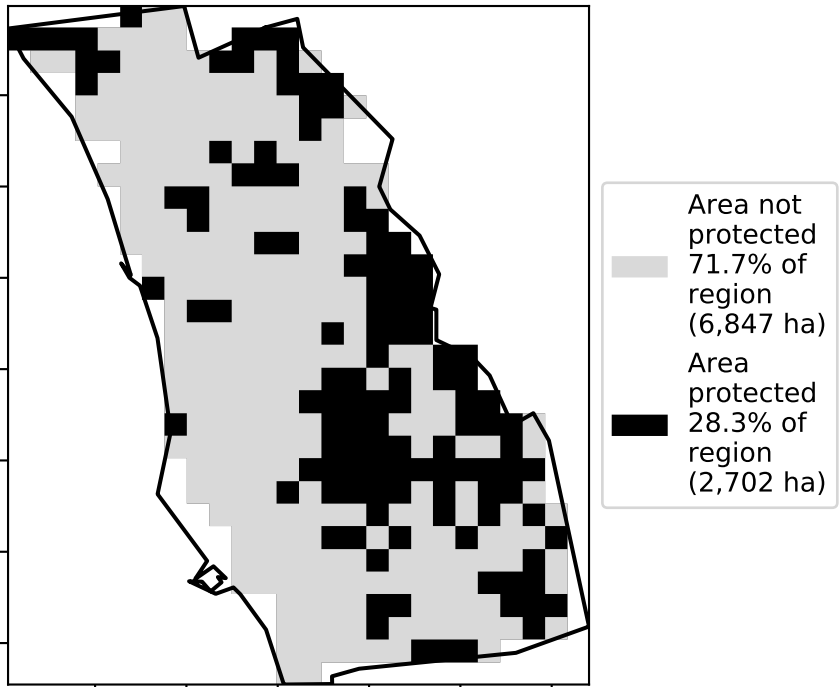 Area not
protected
71.7% of
region
(6,847 ha)
Area
protected
28.3% of
region
(2,702 ha)